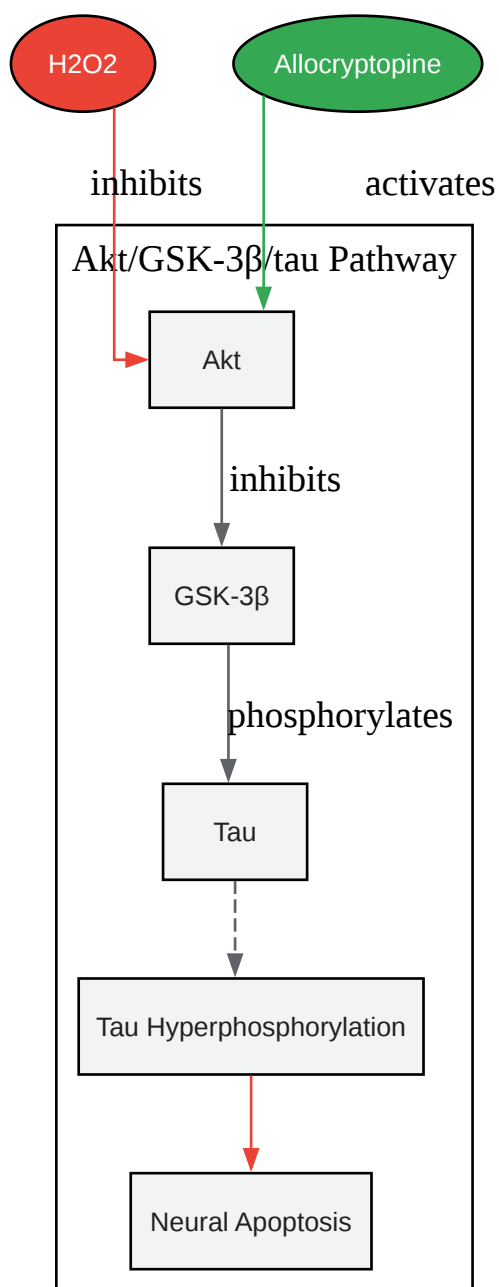 H2O2
Allocryptopine
inhibits
activates
Akt/GSK-3β/tau Pathway
Akt
inhibits
GSK-3β
phosphorylates
Tau
Tau Hyperphosphorylation
Neural Apoptosis